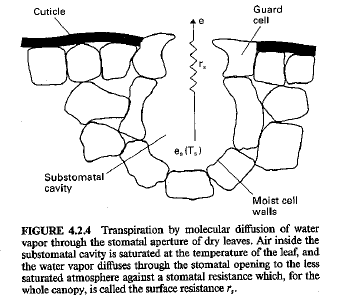 Cuticle
e
Guard
cell
rs
es (Ts)
Substomatal
cavity
Moist cell
walls
FIGURE 4.2.4 Transpiration by molecular diffusion of water
vapor through the stomatal aperture of dry leaves. Air inside the
substomatal cavity is saturated at the temperature of the leaf, and
the water vapor diffuses through the stomatal opening to the less
saturated atmosphere against a stomatal resistance which, for the
whole canopy, is called the surface resistance rs.